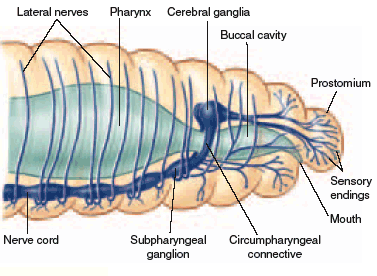 Lateral nerves
Pharynx
Cerebral ganglia
Buccal cavity
Prostomium
Sensory
endings
Mouth
Nerve cord
Subpharyngeal
ganglion
Circumpharyngeal
connective